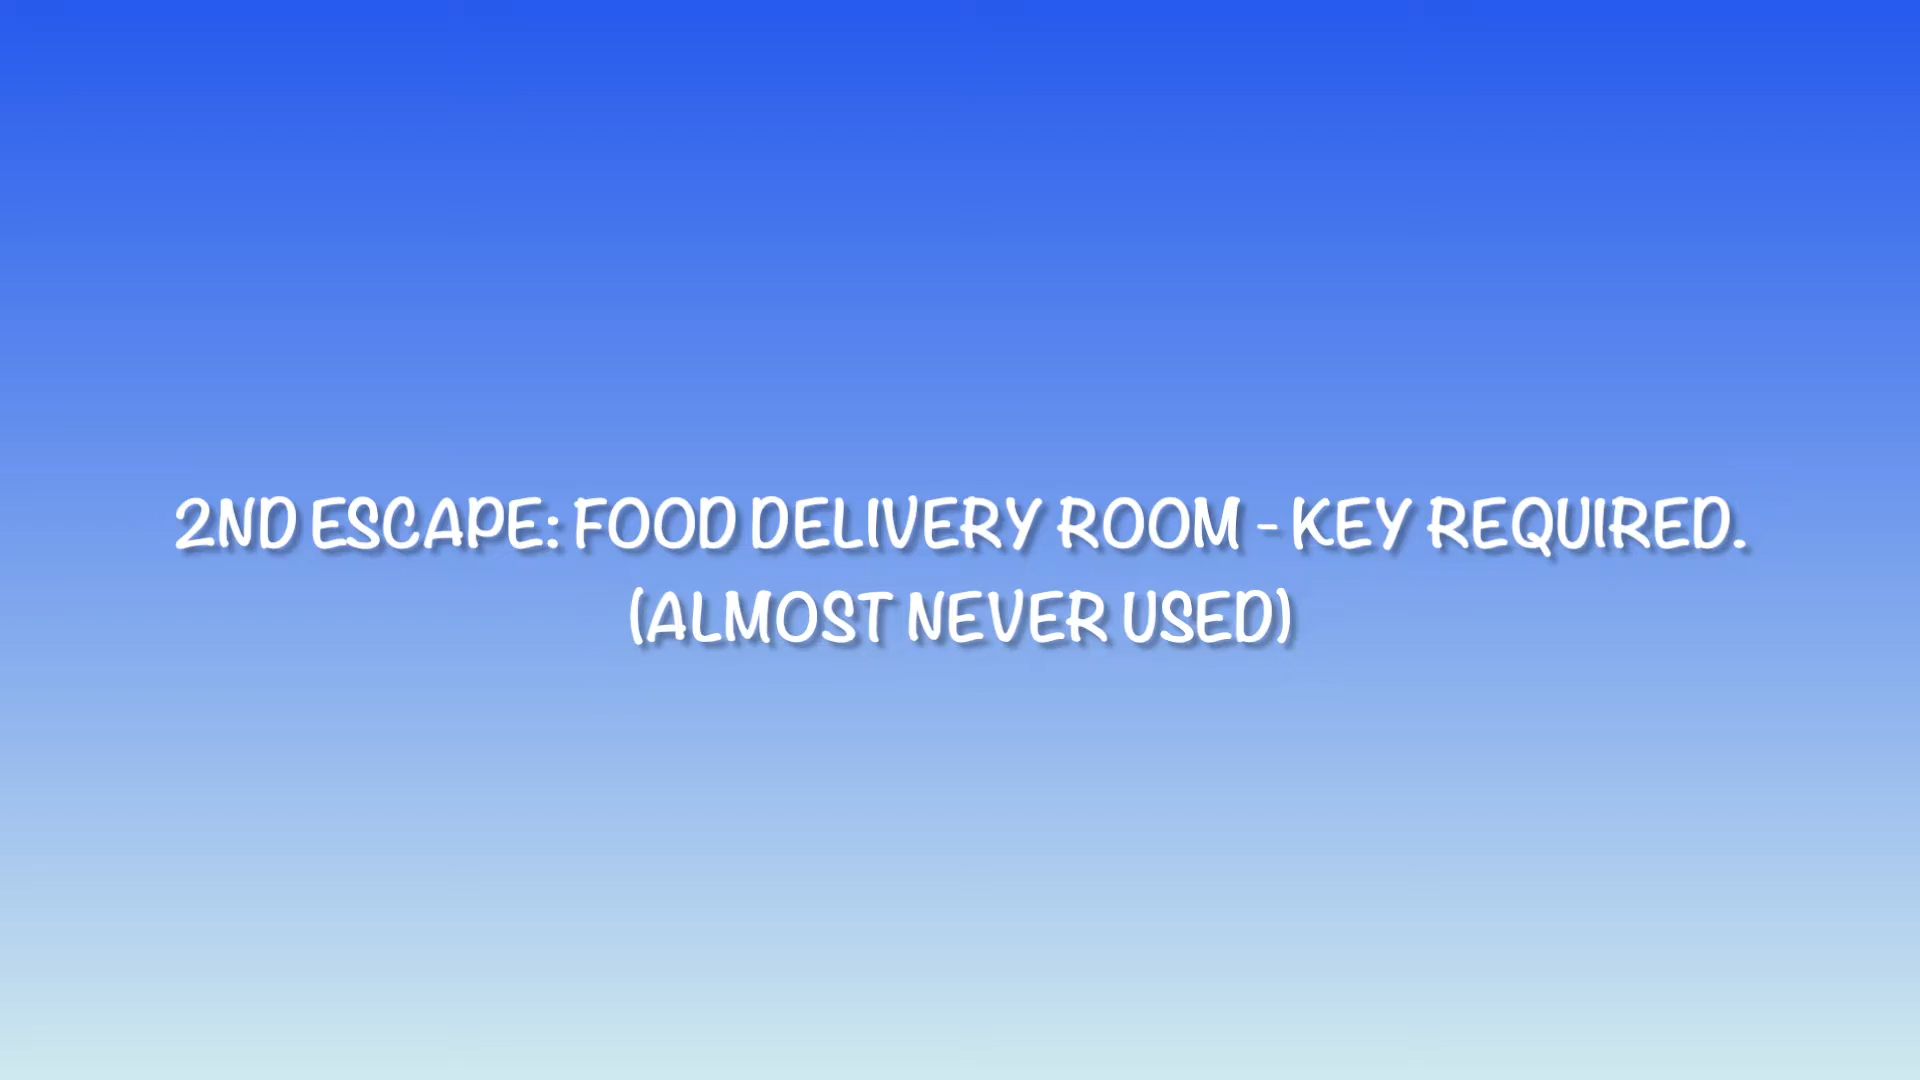 2ND ESCAPE: FOOD DELIVERY ROOM - KEY REQUIRED.
(ALMOST NEVER USED)